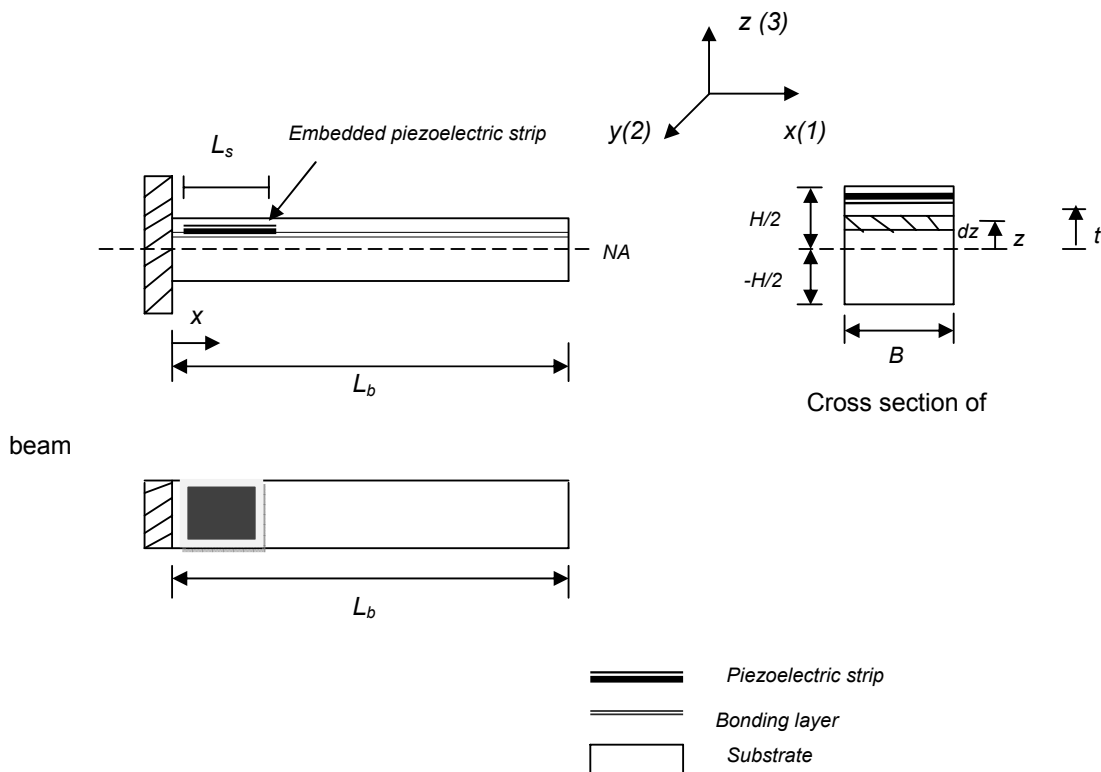 z (3)
y(2)
x(1)
Embedded piezoelectric strip
Ls
NA
x
Lb
H/2
-H/2
dz
z
t
B
Cross section of
beam
Lb
Piezoelectric strip
Bonding layer
Substrate